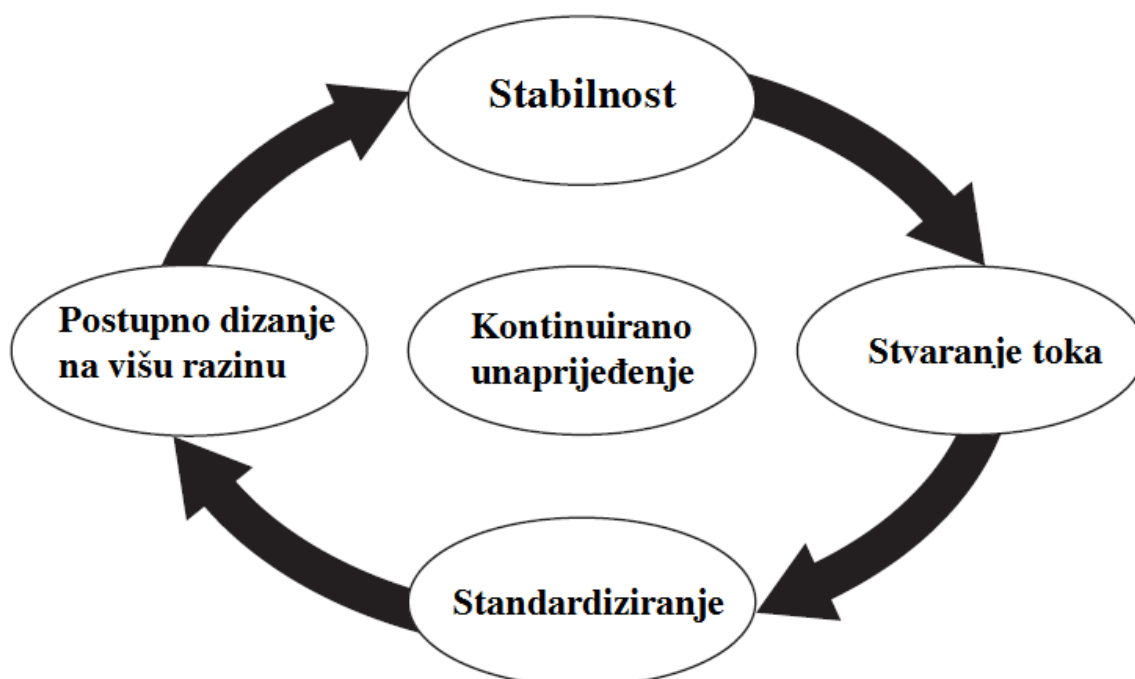 Stabilnost
Postupno dizanje
na višu razinu
Kontinuirano
unaprijeđenje
Stvaranje toka
Standardiziranje